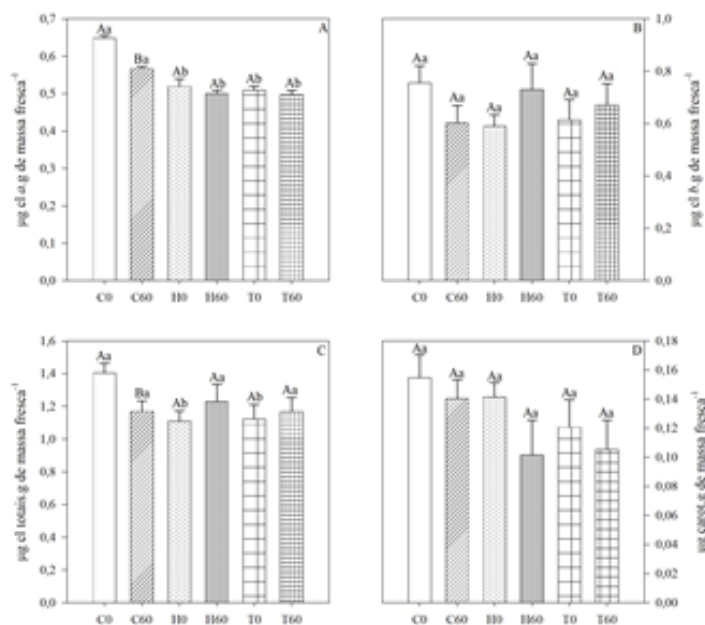 A
µg cl a.g de massa fresca⁻¹
0,7
0,6
0,5
0,4
0,3
0,2
0,1
0,0
Aa Ba Ab Ab Ab Ab
C0 C60 H0 H60 T0 T60
B
1,0
0,8
0,6
0,4
0,2
0,0
µg cl b.g de massa fresca⁻¹
Aa Aa Aa Aa Aa Aa
C0 C60 H0 H60 T0 T60
C
µg cl totais.g de massa fresca⁻¹
1,6
1,4
1,2
1,0
0,8
0,6
0,4
0,2
0,0
Aa Ba Ab Aa Ab Aa
C0 C60 H0 H60 T0 T60
D
0,18
0,16
0,14
0,12
0,10
0,08
0,06
0,04
0,02
0,00
µg carot.g de massa fresca⁻¹
Aa Aa Aa Aa Aa Aa
C0 C60 H0 H60 T0 T60